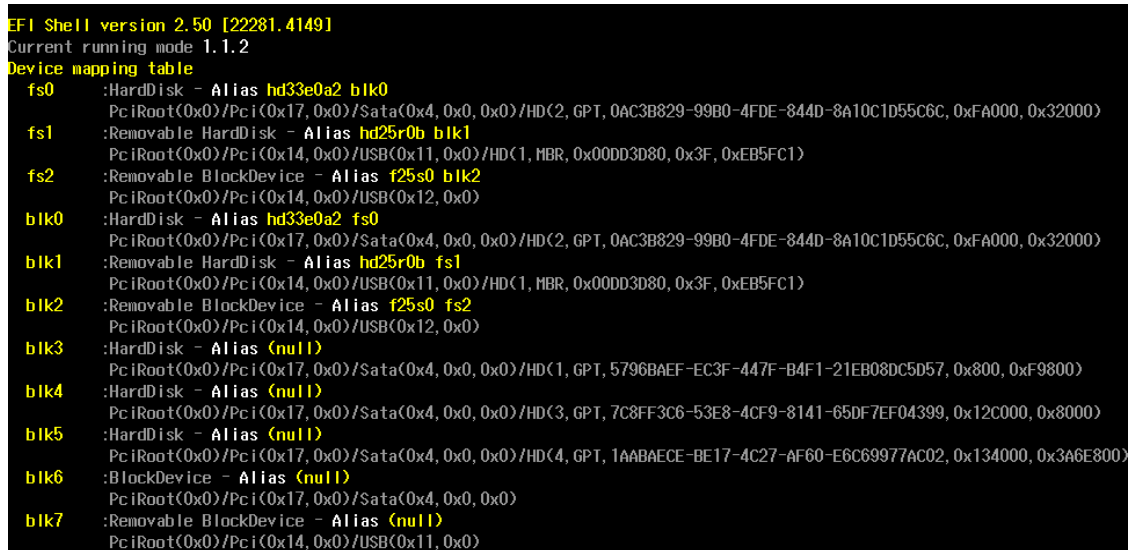 EFI Shell version 2.50 [22281.4149]
Current running mode 1.1.2
Device mapping table
fs0 :HardDisk - Alias hd33e0a2 blk0
PciRoot(0x0)/Pci(0x17,0x0)/Sata(0x4,0x0,0x0)/HD(2,GPT,0AC3B829-99B0-4FDE-844D-8A10C1D55C6C,0xFA000,0x32000)
fs1 :Removable HardDisk - Alias hd25r0b blk1
PciRoot(0x0)/Pci(0x14,0x0)/USB(0x11,0x0)/HD(1,MBR,0x00DD3D80,0x3F,0xEB5FC1)
fs2 :Removable BlockDevice - Alias f25s0 blk2
PciRoot(0x0)/Pci(0x14,0x0)/USB(0x12,0x0)
blk0 :HardDisk - Alias hd33e0a2 fs0
PciRoot(0x0)/Pci(0x17,0x0)/Sata(0x4,0x0,0x0)/HD(2,GPT,0AC3B829-99B0-4FDE-844D-8A10C1D55C6C,0xFA000,0x32000)
blk1 :Removable HardDisk - Alias hd25r0b fs1
PciRoot(0x0)/Pci(0x14,0x0)/USB(0x11,0x0)/HD(1,MBR,0x00DD3D80,0x3F,0xEB5FC1)
blk2 :Removable BlockDevice - Alias f25s0 fs2
PciRoot(0x0)/Pci(0x14,0x0)/USB(0x12,0x0)
blk3 :HardDisk - Alias (null)
PciRoot(0x0)/Pci(0x17,0x0)/Sata(0x4,0x0,0x0)/HD(1,GPT,5796BAEF-EC3F-447F-B4F1-21EB08DC5D57,0x800,0xF9800)
blk4 :HardDisk - Alias (null)
PciRoot(0x0)/Pci(0x17,0x0)/Sata(0x4,0x0,0x0)/HD(3,GPT,7C8FF3C6-53E8-4CF9-8141-65DF7EF04399,0x12C000,0x8000)
blk5 :HardDisk - Alias (null)
PciRoot(0x0)/Pci(0x17,0x0)/Sata(0x4,0x0,0x0)/HD(4,GPT,1AABAECE-BE17-4C27-AF60-E6C69977AC02,0x134000,0x3A6E800)
blk6 :BlockDevice - Alias (null)
PciRoot(0x0)/Pci(0x17,0x0)/Sata(0x4,0x0,0x0)
blk7 :Removable BlockDevice - Alias (null)
PciRoot(0x0)/Pci(0x14,0x0)/USB(0x11,0x0)